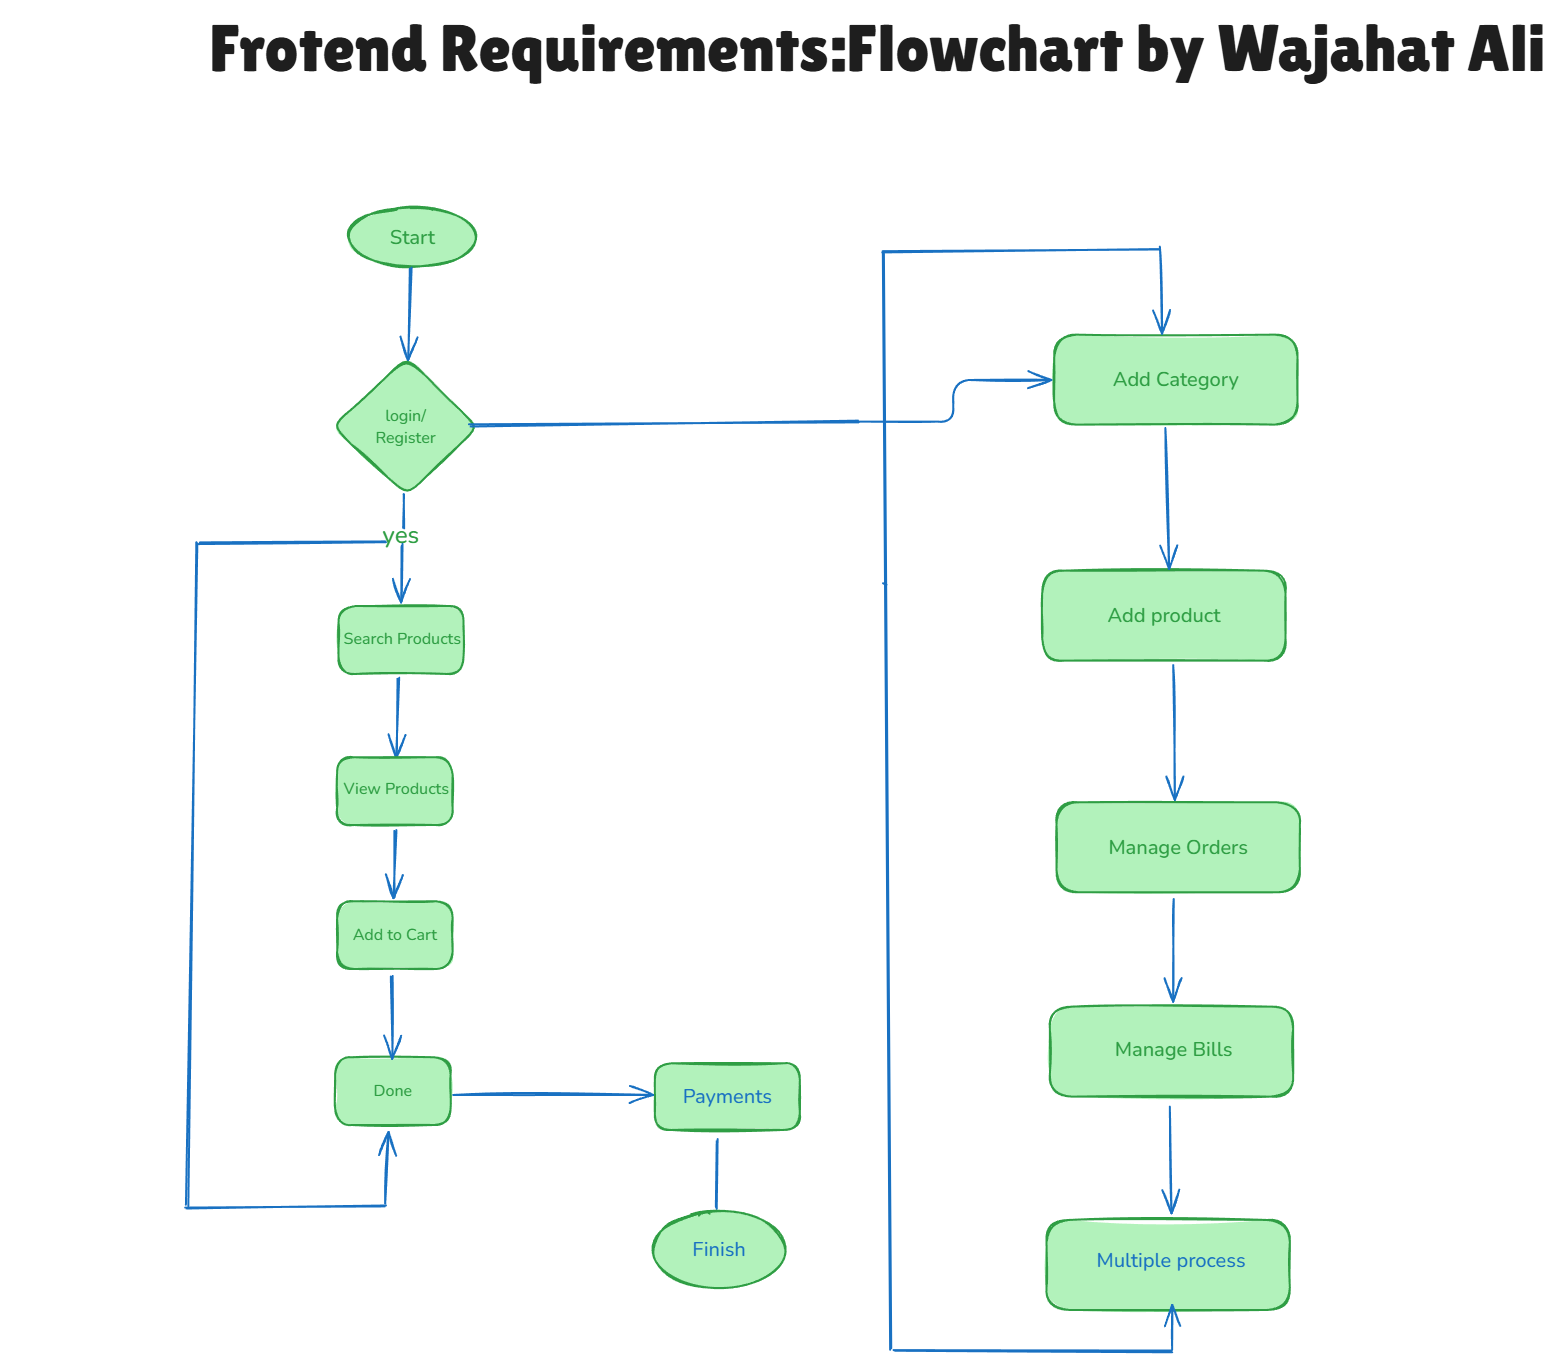 Frotend Requirements:Flowchart by Wajahat Ali
Start
login/
Register
yes
Search Products
View Products
Add to Cart
Done
Payments
Finish
Add Category
Add product
Manage Orders
Manage Bills
Multiple process